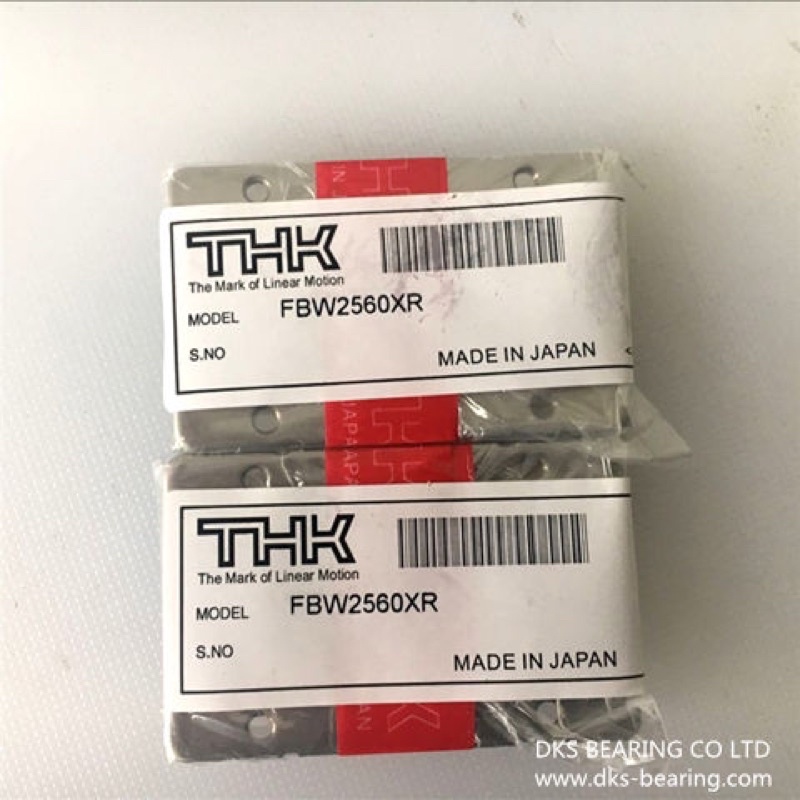 THK
The Mark of Linear Motion
MODEL FBW2560XR
S.NO
MADE IN JAPAN
THK
The Mark of Linear Motion
MODEL FBW2560XR
S.NO
MADE IN JAPAN
DKS BEARING CO LTD
www.dks-bearing.com